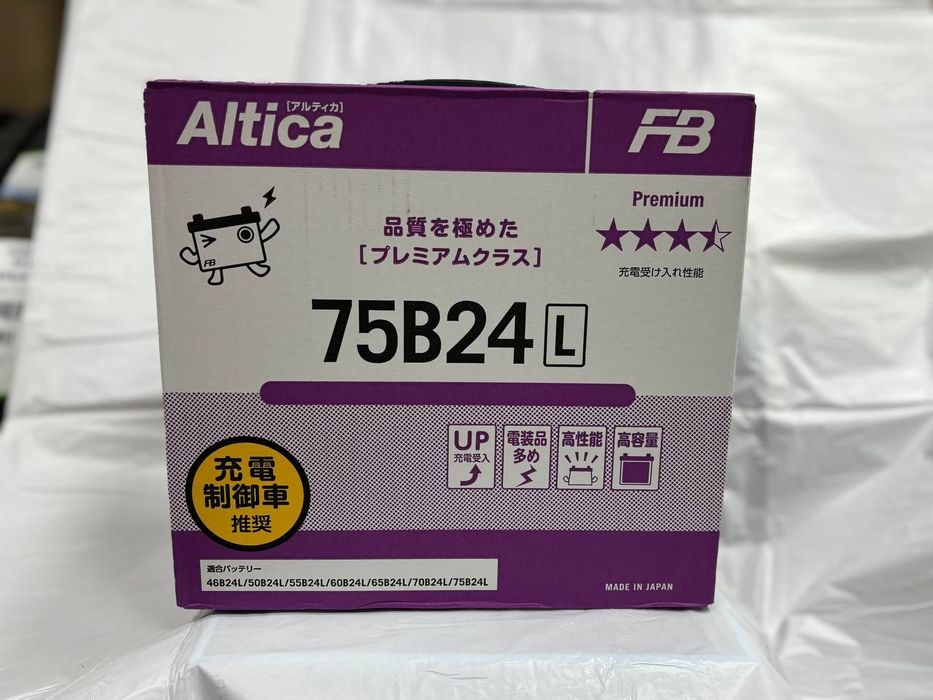 Altica
[アルティカ]
FB
Premium
★★★⯪
充電受け入れ性能
FB
品質を極めた
[プレミアムクラス]
75B24 L
UP
充電受入
電装品
多め
高性能
高容量
充電
制御車
推奨
適合バッテリー
46B24L/50B24L/55B24L/60B24L/65B24L/70B24L/75B24L
MADE IN JAPAN